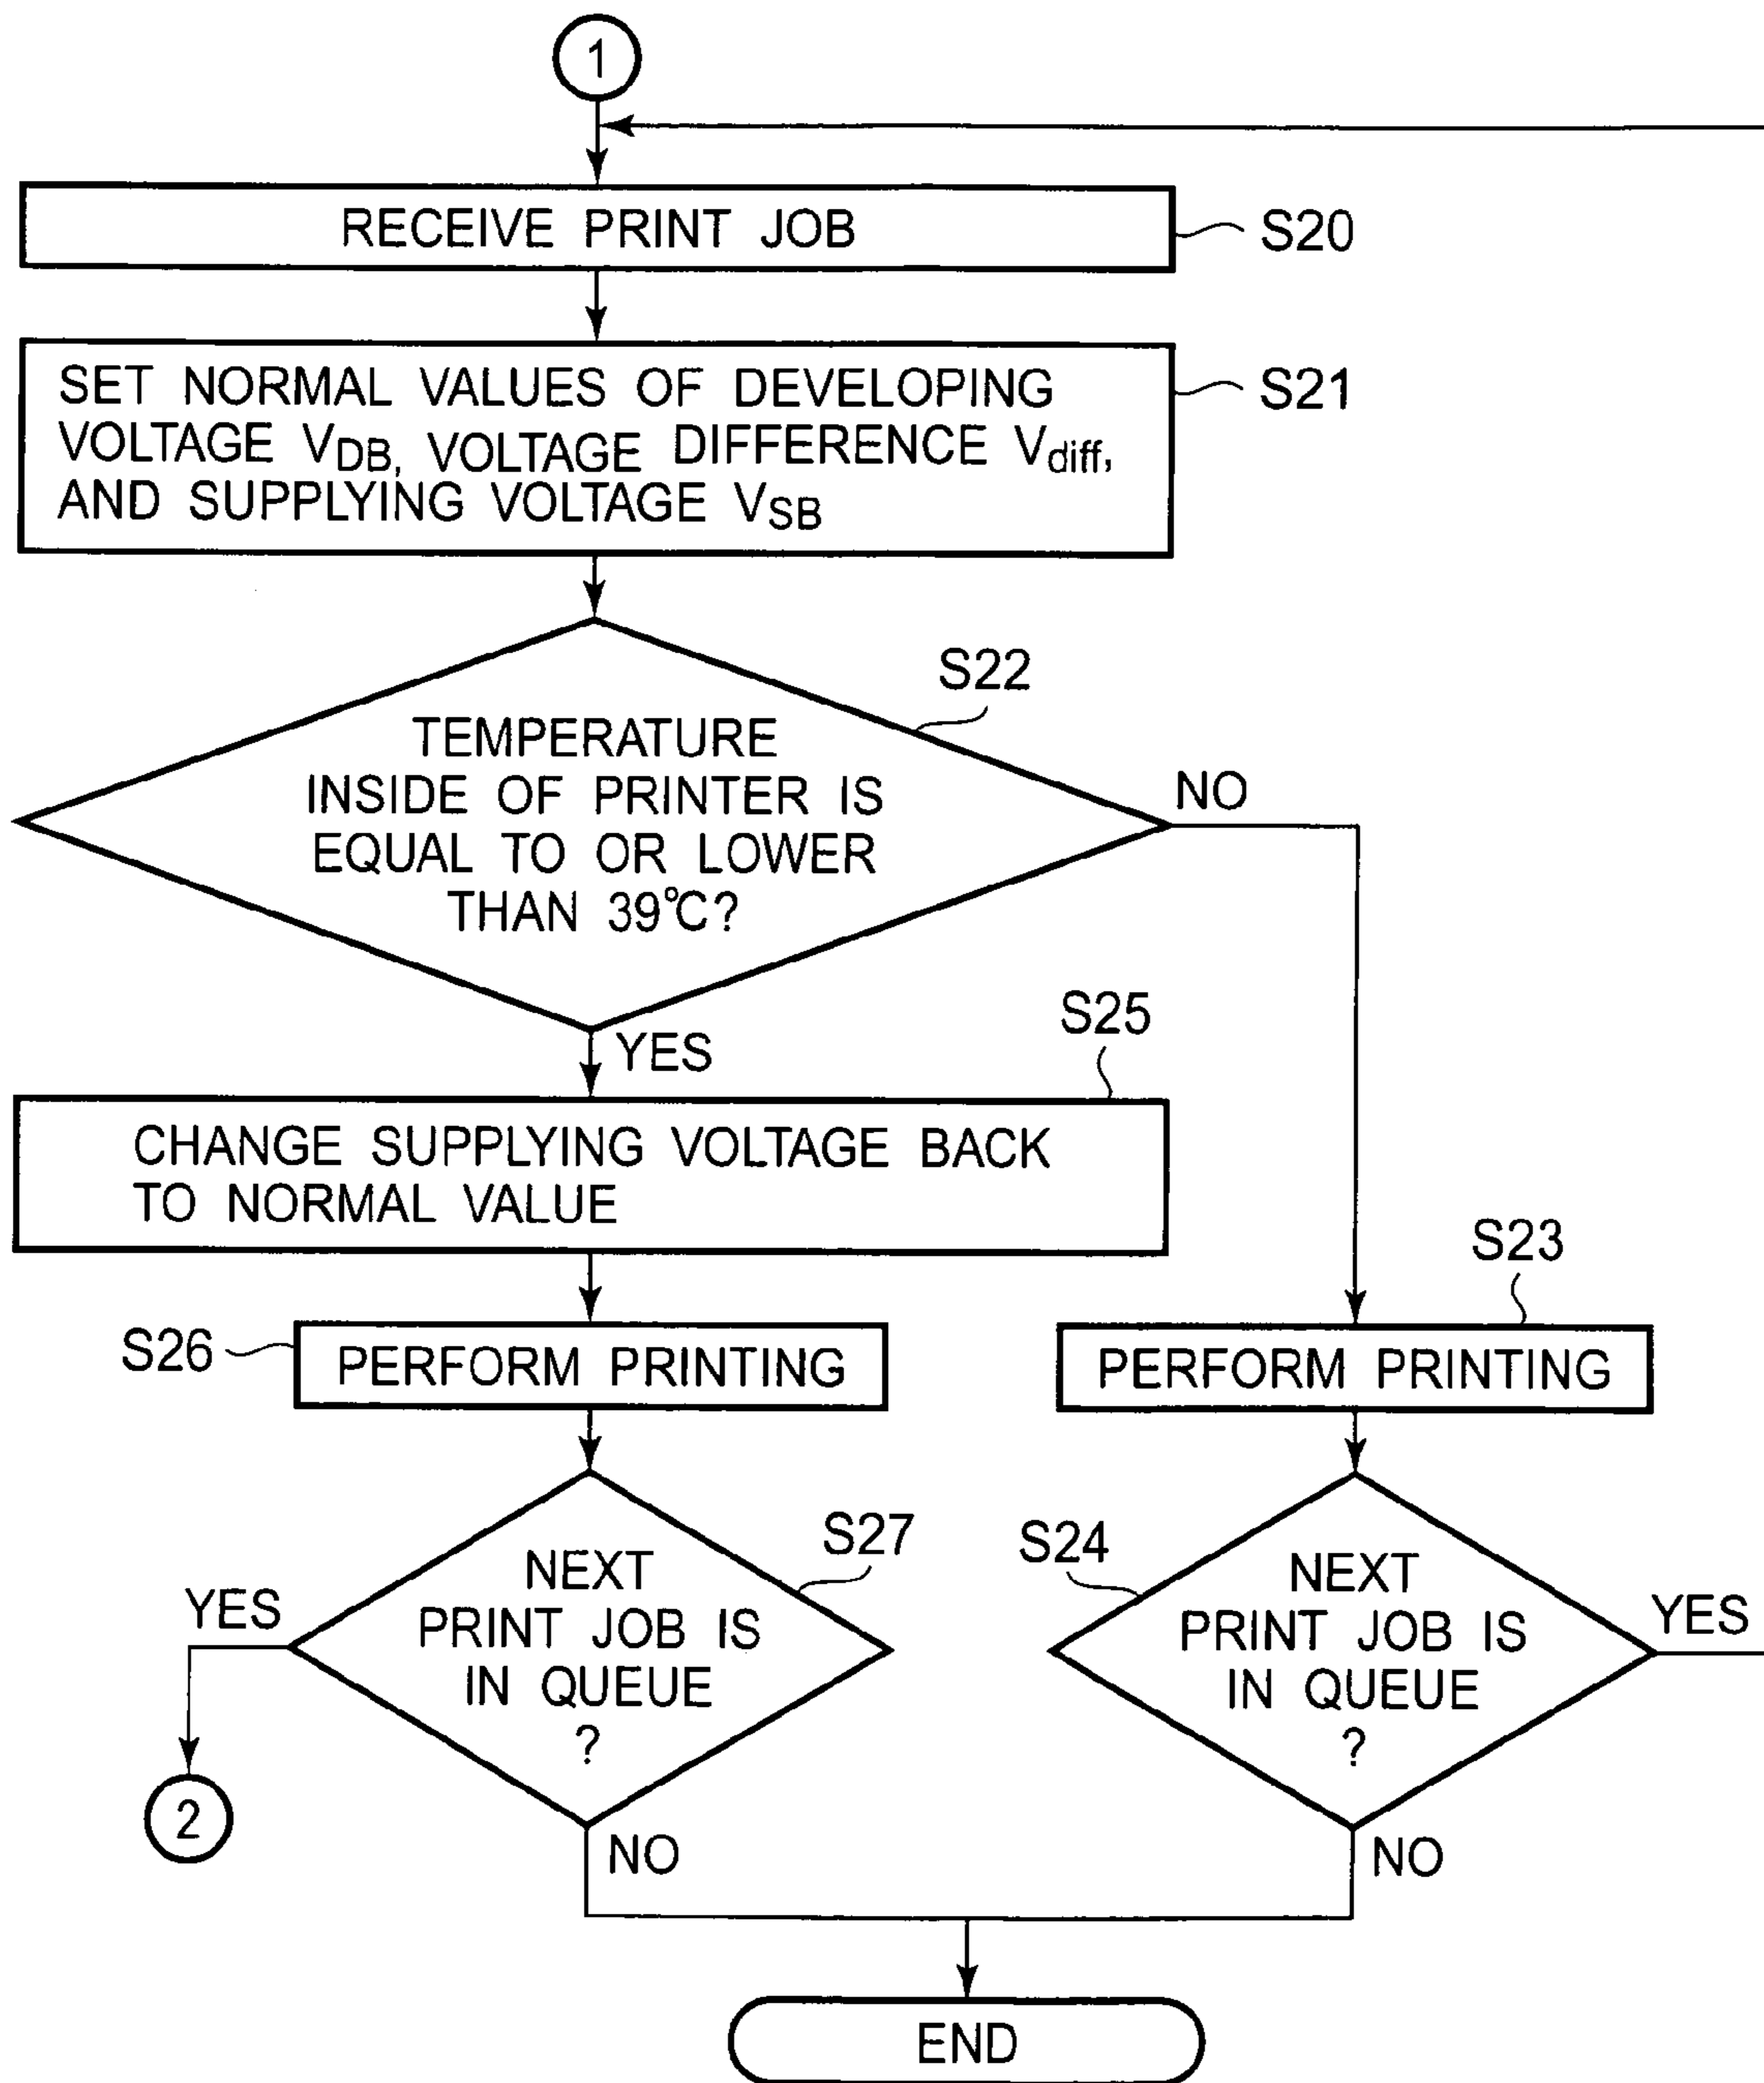 1
RECEIVE PRINT JOB
S20
SET NORMAL VALUES OF DEVELOPING
VOLTAGE VDB, VOLTAGE DIFFERENCE Vdiff,
AND SUPPLYING VOLTAGE VSB
S21
S22
TEMPERATURE
INSIDE OF PRINTER IS
EQUAL TO OR LOWER
THAN 39°C?
NO
YES
S25
CHANGE SUPPLYING VOLTAGE BACK
TO NORMAL VALUE
S23
S26
PERFORM PRINTING
PERFORM PRINTING
S27
NEXT
PRINT JOB IS
IN QUEUE
?
YES
2
NO
S24
NEXT
PRINT JOB IS
IN QUEUE
?
YES
NO
END